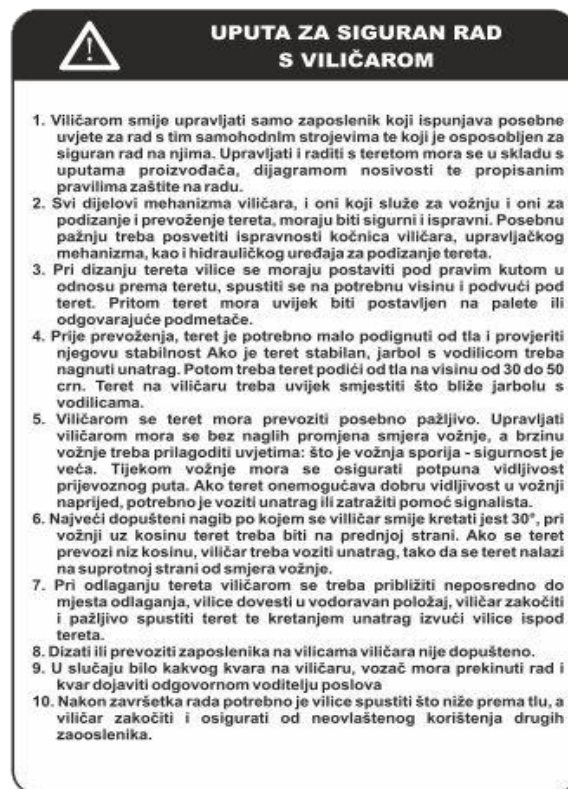 UPUTA ZA SIGURAN RAD
S VILIČAROM
1. Viličarom smije upravljati samo zaposlenik koji ispunjava posebne
uvjete za rad s tim samohodnIm strojevima te koji je osposobljen za
siguran rad na njima. Upravljati i raditi s teretom mora se u skladu s
uputama proizvođača, dijagramom nosivosti te propisanim
pravilima zaštite na radu.
2. Svi dijelovi mehanizma viličara, i oni koji služe za vožnju i oni za
podizanje i prevoženje tereta, moraju biti sigurni i ispravni. Posebnu
pažnju treba posvetiti ispravnosti kočnica viličara, upravljačkog
mehanizma, kao i hidrauličkog uređaja za podizanje tereta.
3. Pri dizanju tereta vilice se moraju postaviti pod pravim kutom u
odnosu prema teretu, spustiti se na potrebnu visinu i podvući pod
teret. Pritom teret mora uvijek biti postavljen na palete ili
odgovarajuće podmetače.
4. Prije prevoženja, teret je potrebno malo podignuti od tla i provjeriti
njegovu stabilnost Ako je teret stabilan, jarbol s vodilicom treba
nagnuti unatrag. Potom treba teret podići od tla na visinu od 30 do 50
crn. Teret na viličaru treba uvijek smjestiti što bliže jarbolu s
vodilicama.
5. Viličarom se teret mora prevoziti posebno pažljivo. Upravljati
viličarom mora se bez naglih promjena smjera vožnje, a brzinu
vožnje treba prilagoditi uvjetima: što je vožnja sporija - sigurnost je
veća. Tijekom vožnje mora se osigurati potpuna vidljivost
prijevoznog puta. Ako teret onemogućava dobru vidljivost u vožnji
naprijed, potrebno je voziti unatrag ili zatražiti pomoć signalista.
6. Najveći dopušteni nagib po kojem se villičar smije kretati jest 30°, pri
vožnji uz kosinu teret treba biti na prednjoj strani. Ako se teret
prevozi niz kosinu, viličar treba voziti unatrag, tako da se teret nalazi
na suprotnoj strani od smjera vožnje.
7. Pri odlaganju tereta viličarom se treba približiti neposredno do
mjesta odlaganja, vilice dovesti u vodoravan položaj, viličar zakočiti
i pažljivo spustiti teret te kretanjem unatrag izvući vilice ispod
tereta.
8. Dizati ili prevoziti zaposlenika na vilicama viličara nije dopušteno.
9. U slučaju bilo kakvog kvara na viličaru, vozač mora prekinuti rad i
kvar dojaviti odgovornom voditelju poslova
10. Nakon završetka rada potrebno je vilice spustiti što niže prema tlu, a
viličar zakočiti i osigurati od neovlaštenog korištenja drugih
zaooslenika.